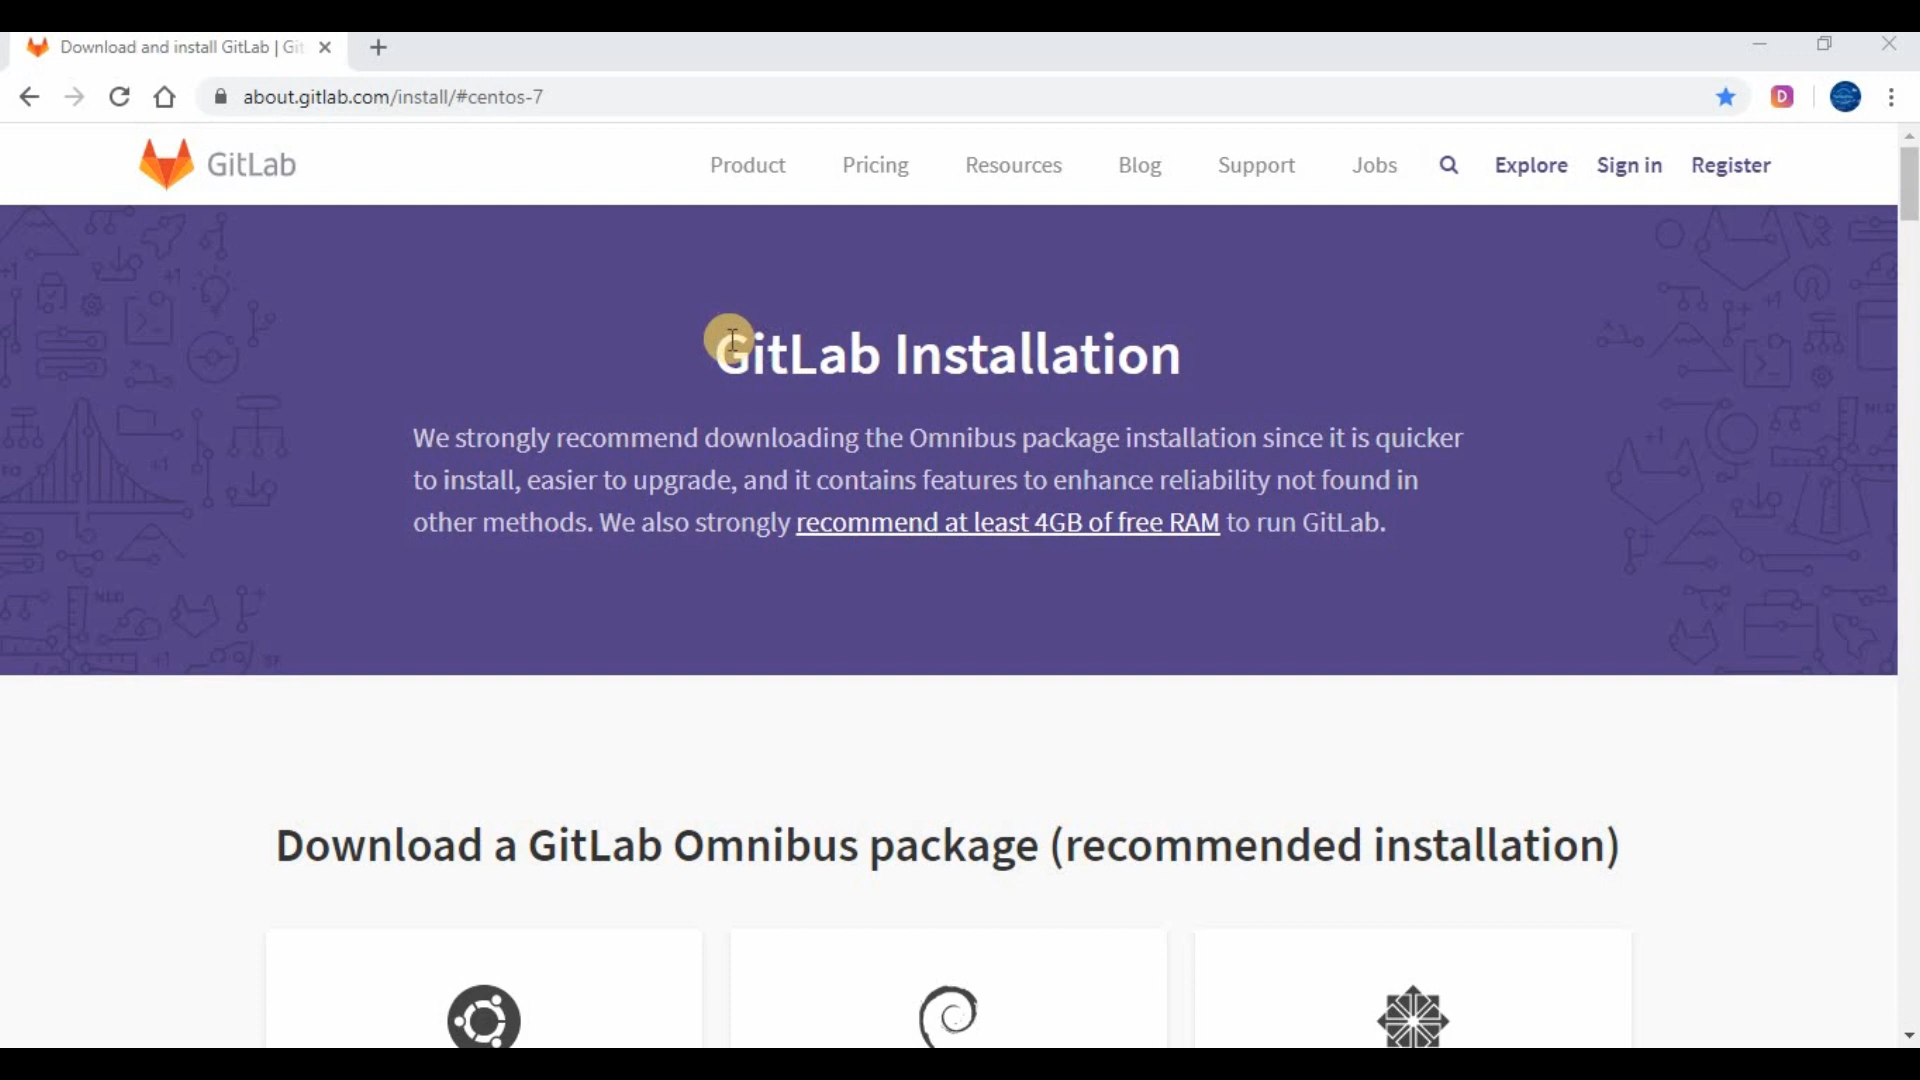 Download and install GitLab | Git
about.gitlab.com/install/#centos-7
D
GitLab
Product Pricing Resources Blog Support Jobs Explore Sign in Register
GitLab Installation
We strongly recommend downloading the Omnibus package installation since it is quicker
to install, easier to upgrade, and it contains features to enhance reliability not found in
other methods. We also strongly recommend at least 4GB of free RAM to run GitLab.
Download a GitLab Omnibus package (recommended installation)